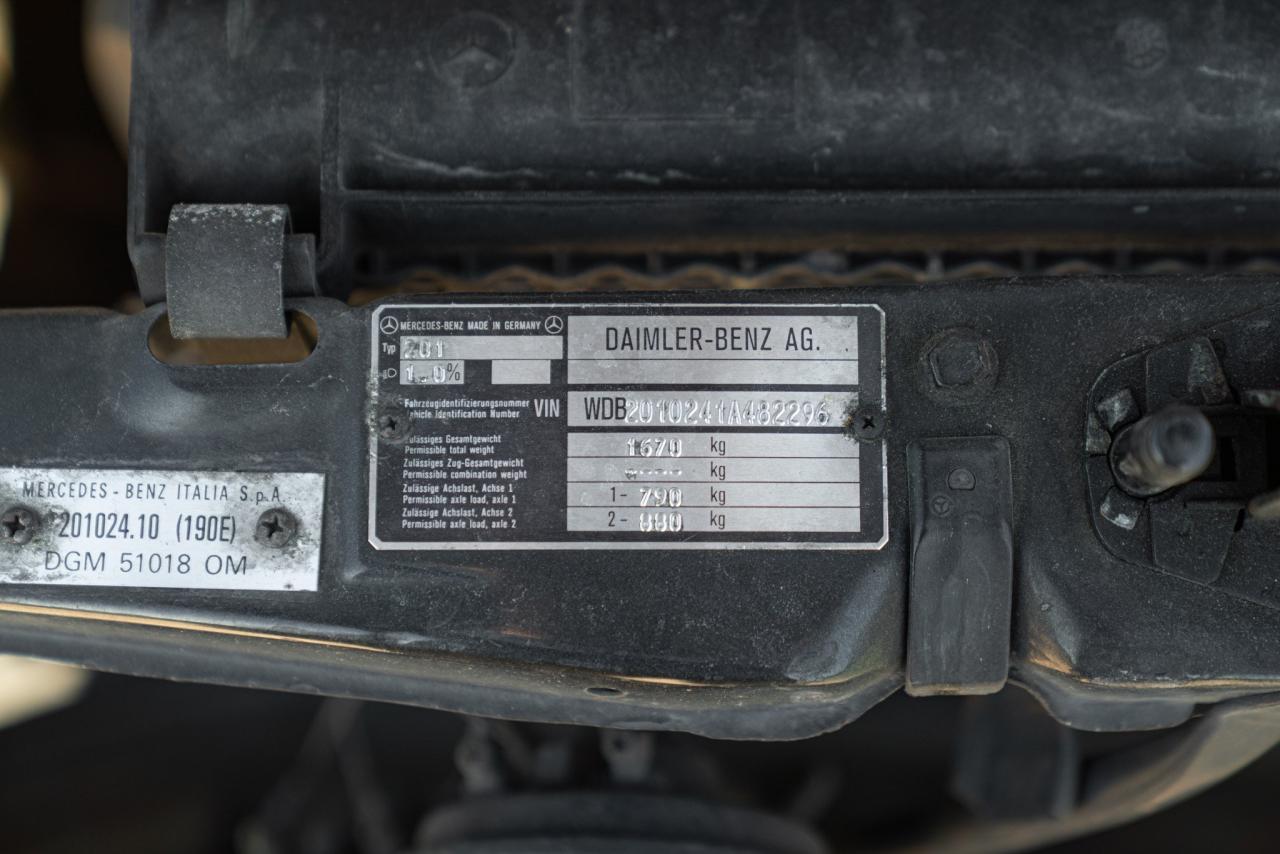 MERCEDES-BENZ MADE IN GERMANY
DAIMLER-BENZ AG.
Typ 201
1.0%
Fahrzeugidentifizierungsnummer
Vehicle Identification Number
VIN
WDB2010241A482296
Zulässiges Gesamtgewicht
Permissible total weight
1670 kg
Zulässiges Zug-Gesamtgewicht
Permissible combination weight
---- kg
Zulässige Achslast, Achse 1
Permissible axle load, axle 1
1- 790 kg
Zulässige Achslast, Achse 2
Permissible axle load, axle 2
2- 880 kg
MERCEDES-BENZ ITALIA S.p.A.
201024.10 (190E)
DGM 51018 OM